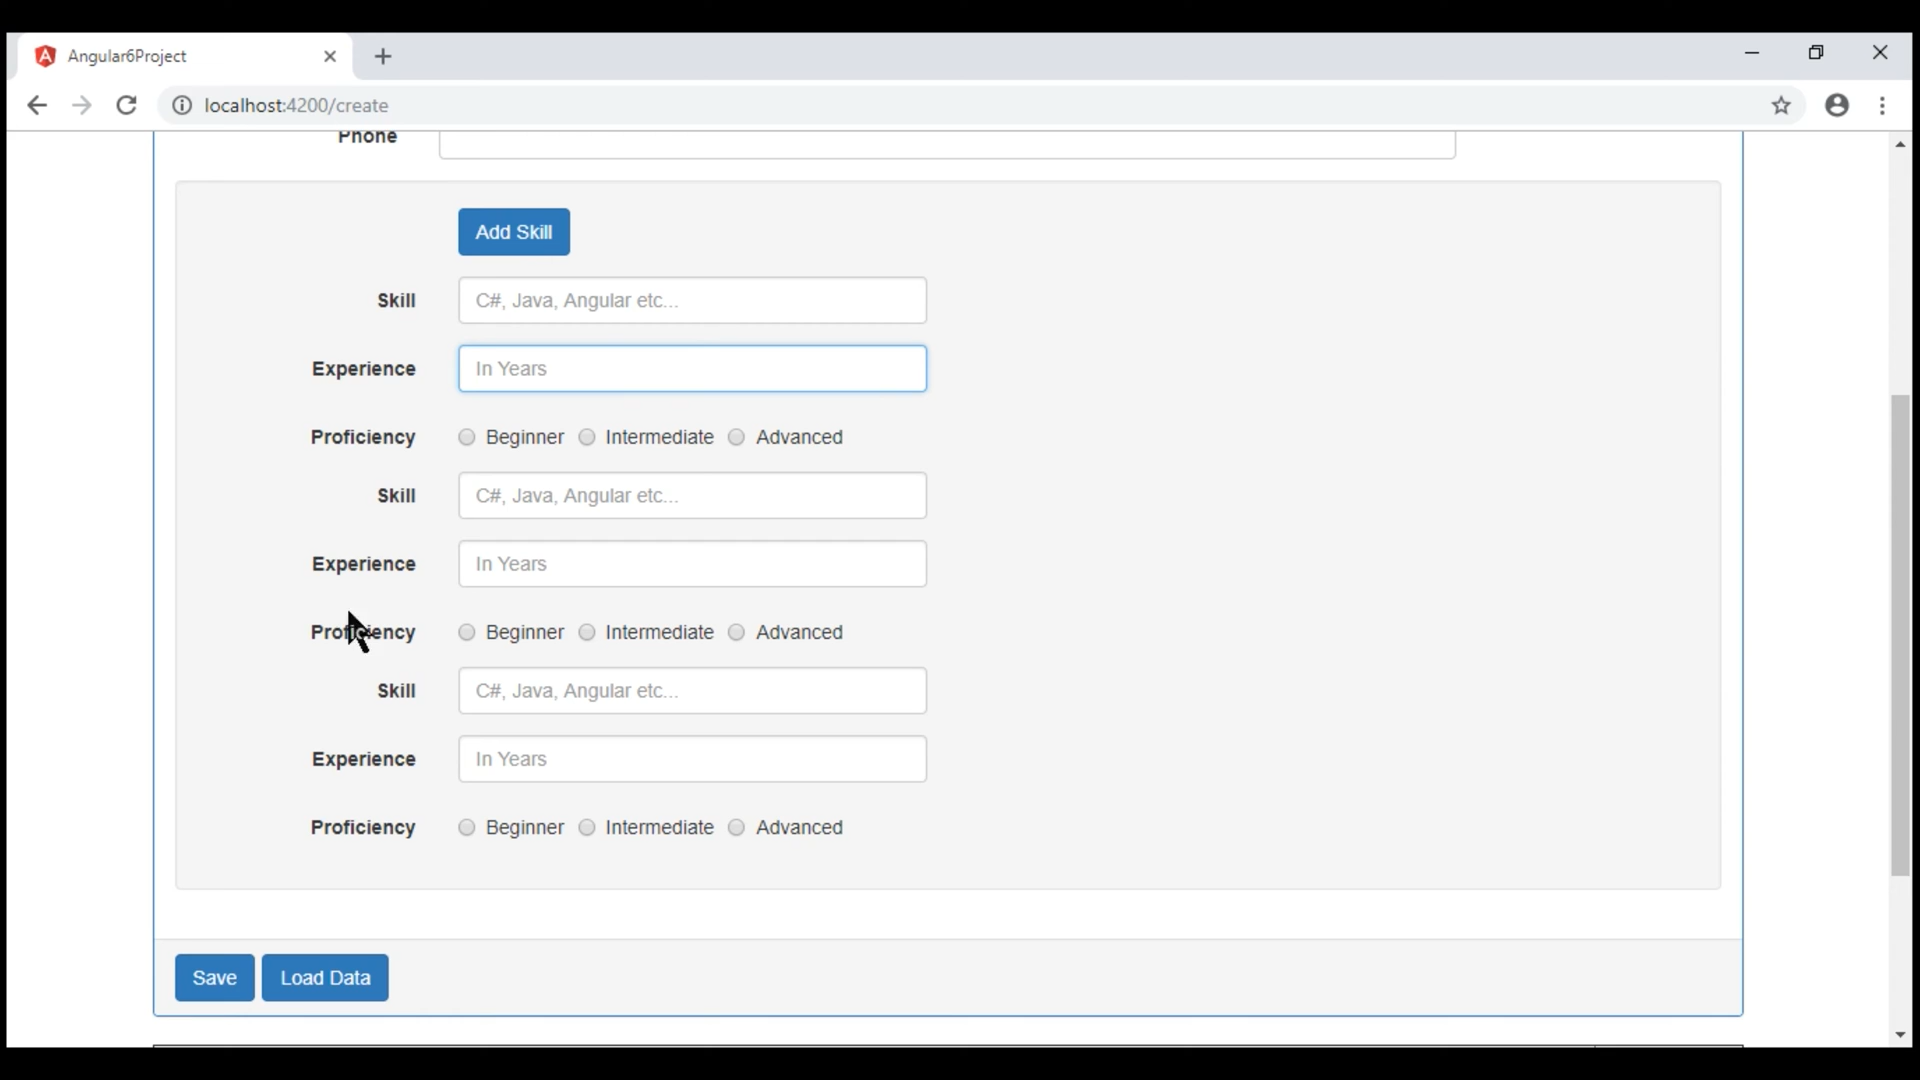 Angular6Project
localhost:4200/create
Phone
Add Skill
Skill C#, Java, Angular etc...
Experience In Years
Proficiency Beginner Intermediate Advanced
Skill C#, Java, Angular etc...
Experience In Years
Proficiency Beginner Intermediate Advanced
Skill C#, Java, Angular etc...
Experience In Years
Proficiency Beginner Intermediate Advanced
Save Load Data